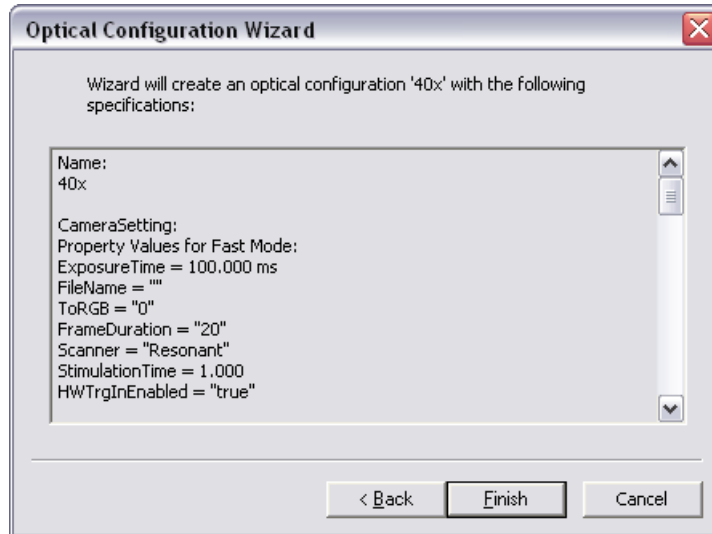 Optical Configuration Wizard
Wizard will create an optical configuration '40x' with the following
specifications:
Name:
40x
CameraSetting:
Property Values for Fast Mode:
ExposureTime = 100.000 ms
FileName = ""
ToRGB = "0"
FrameDuration = "20"
Scanner = "Resonant"
StimulationTime = 1.000
HWTrgInEnabled = "true"
< Back
Finish
Cancel